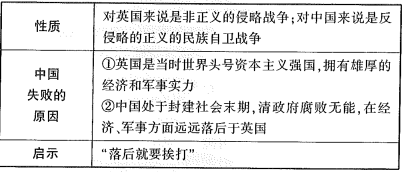 性质
对英国来说是非正义的侵略战争；对中国来说是反
侵略的正义的民族自卫战争
中国
失败的
原因
①英国是当时世界头号资本主义强国，拥有雄厚的
经济和军事实力
②中国处于封建社会末期，清政府腐败无能，在经
济、军事方面远远落后于英国
启示
“落后就要挨打”